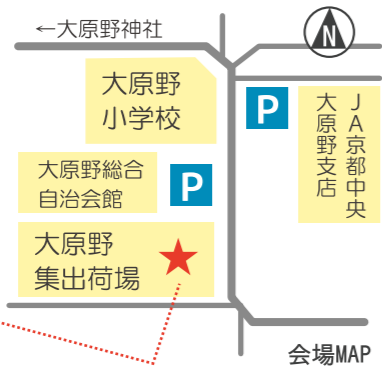 ←大原野神社
N
大原野
小学校
P
JA京都中央
大原野支店
大原野総合
自治会館
P
大原野
集出荷場
会場MAP